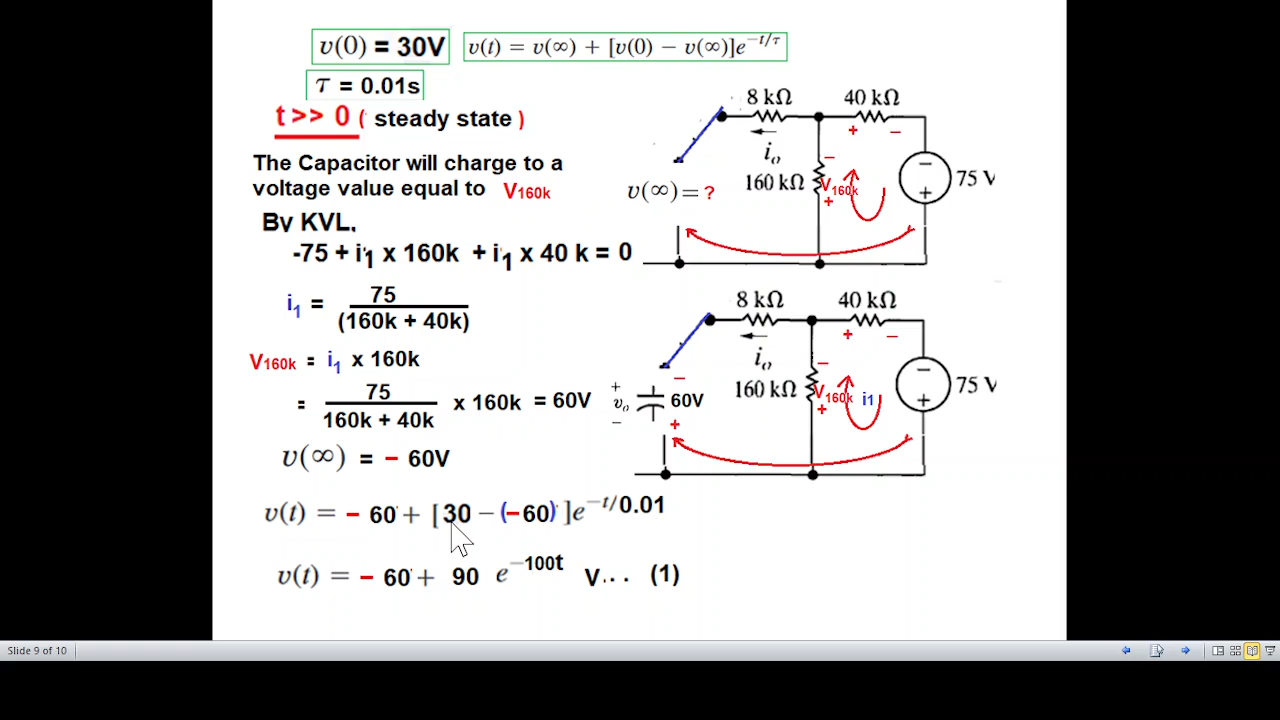 v(0) = 30V
v(t) = v(∞) + [v(0) − v(∞)]e^−t/τ
τ = 0.01s
t >> 0 ( steady state )
The Capacitor will charge to a
voltage value equal to V160k
By KVL,
-75 + i1 x 160k + i1 x 40 k = 0
i1 = 75 / (160k + 40k)
V160k = i1 x 160k
= 75 / 160k + 40k x 160k = 60V
v(∞) = − 60V
v(t) = − 60 + [ 30 − (−60) ]e^−t/0.01
v(t) = − 60 + 90 e^−100t V... (1)
8 kΩ 40 kΩ
+ −
io
−
160 kΩ V160k
+
− + 75 V
v(∞) = ?
8 kΩ 40 kΩ
+ −
io
−
160 kΩ V160k i1
+
− + 75 V
+ vo −
− 60V +
Slide 9 of 10